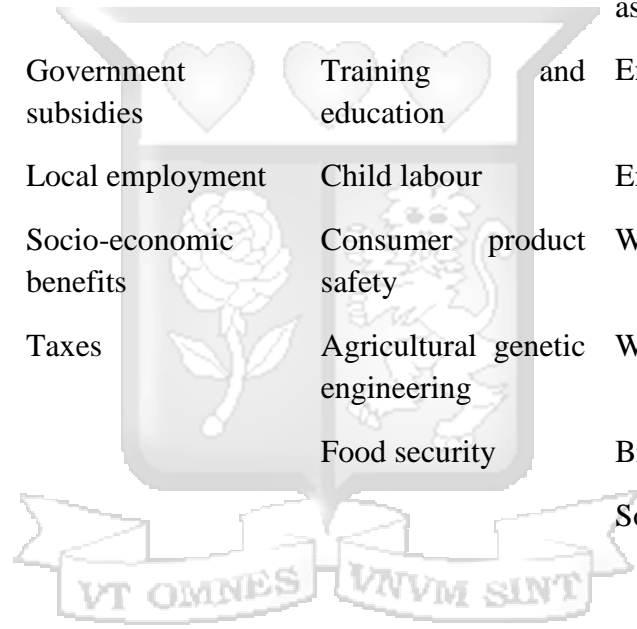 Government Training and
subsidies education
Local employment Child labour
Socio-economic Consumer product
benefits safety
Taxes Agricultural genetic
engineering
Food security
VT OMNES VNVM SINT